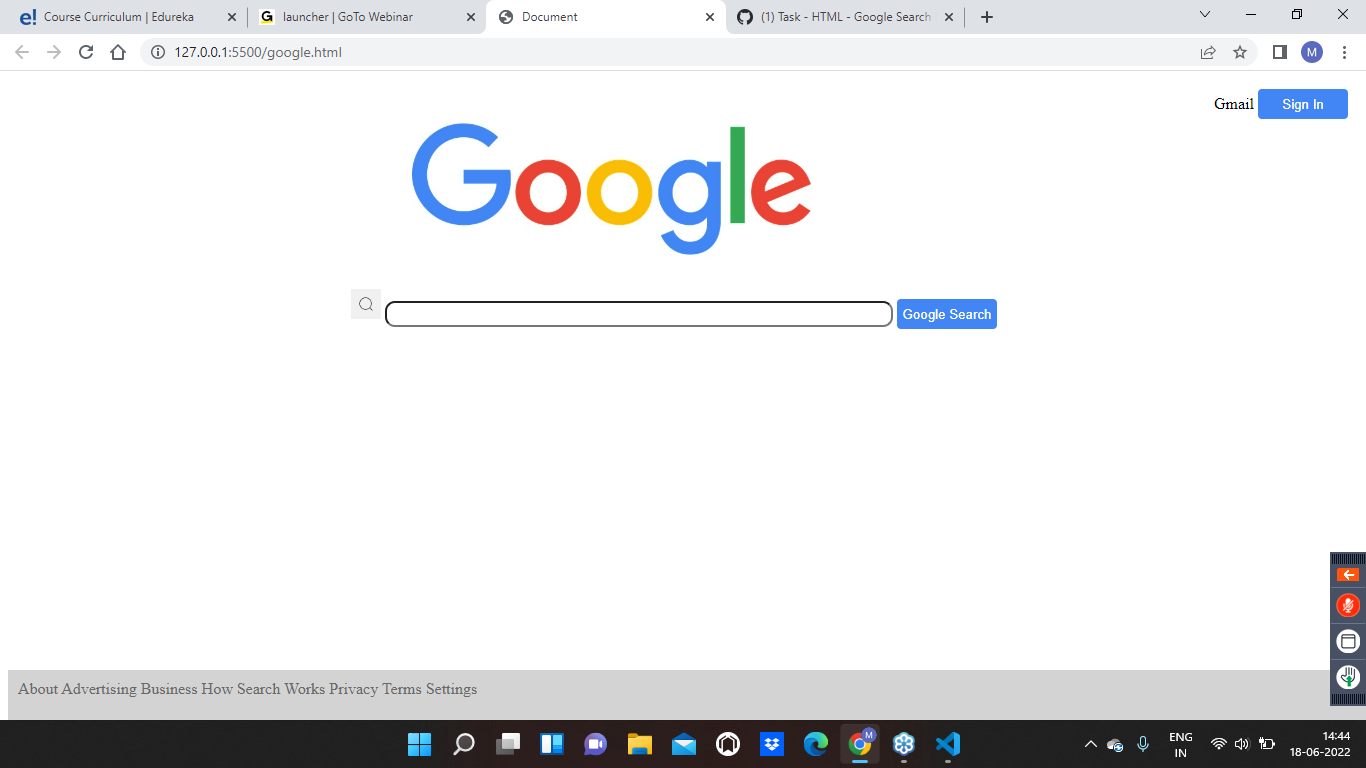 e! Course Curriculum | Edureka
G launcher | GoTo Webinar
Document
(1) Task - HTML - Google Search
127.0.0.1:5500/google.html
M
Gmail Sign In
Google
Google Search
About Advertising Business How Search Works Privacy Terms Settings
M
ENG
IN
14:44
18-06-2022